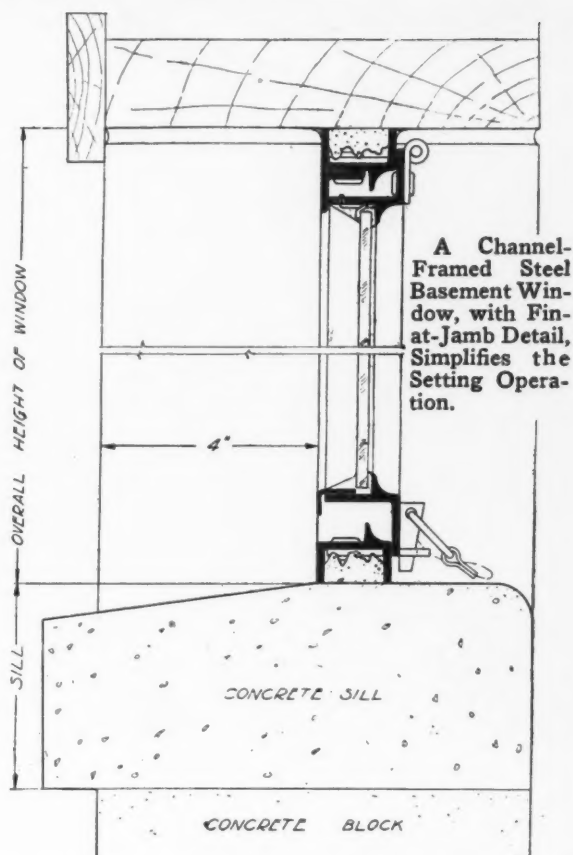 A Channel-
Framed Steel
Basement Win-
dow, with Fin-
at-Jamb Detail,
Simplifies the
Setting Opera-
tion.
OVERALL HEIGHT OF WINDOW
4"
SILL
CONCRETE SILL
CONCRETE BLOCK